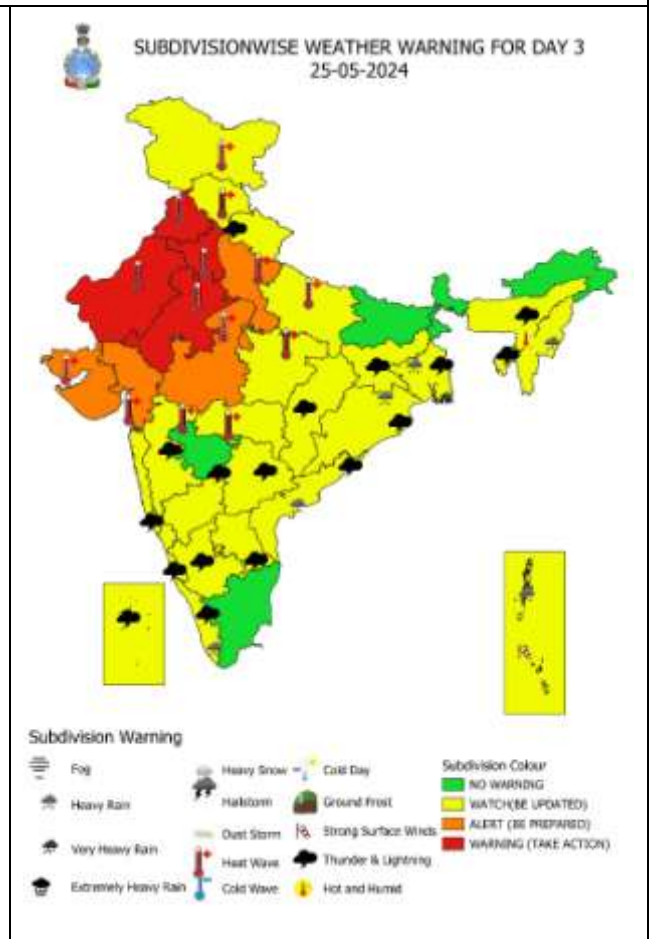 SUBDIVISIONWISE WEATHER WARNING FOR DAY 3
25-05-2024
Subdivision Warning
Fog
Heavy Rain
Very Heavy Rain
Extremely Heavy Rain
Heavy Snow
Hailstorm
Dust Storm
Heat Wave
Cold Wave
Cold Day
Ground Frost
Strong Surface Winds
Thunder & Lightning
Hot and Humid
Subdivision Colour
NO WARNING
WATCH(BE UPDATED)
ALERT (BE PREPARED)
WARNING (TAKE ACTION)